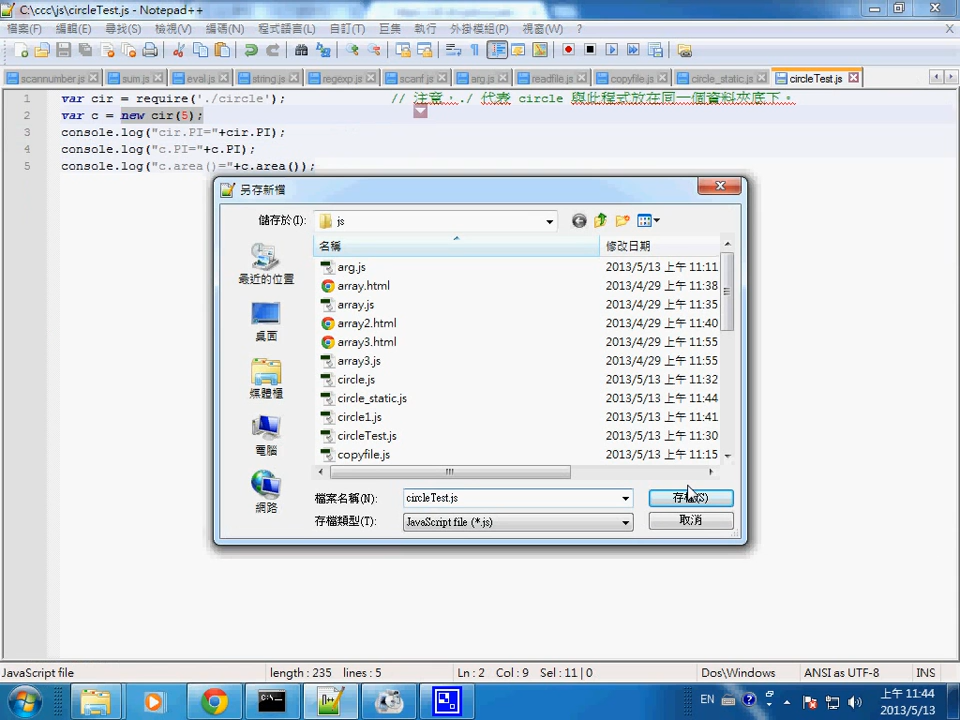 C:\ccc\js\circleTest.js - Notepad++
檔案(F) 編輯(E) 尋找(S) 檢視(V) 編碼(N) 程式語言(L) 自訂(T) 巨集 執行 外掛模組(P) 視窗(W) ?
X
scannumber.js sum.js eval.js string.js regexp.js scanf.js arg.js readfile.js copyfile.js circle_static.js circleTest.js
1 var cir = require('./circle'); // 注意，./ 代表 circle 與此程式放在同一個資料夾底下。
2 var c = new cir(5);
3 console.log("cir.PI="+cir.PI);
4 console.log("c.PI="+c.PI);
5 console.log("c.area()="+c.area());
另存新檔
儲存於(I): js
名稱 修改日期
最近的位置
桌面
媒體櫃
電腦
網路
arg.js 2013/5/13 上午 11:11
array.html 2013/4/29 上午 11:38
array.js 2013/4/29 上午 11:35
array2.html 2013/4/29 上午 11:40
array3.html 2013/4/29 上午 11:55
array3.js 2013/4/29 上午 11:55
circle.js 2013/5/13 上午 11:32
circle_static.js 2013/5/13 上午 11:44
circle1.js 2013/5/13 上午 11:41
circleTest.js 2013/5/13 上午 11:30
copyfile.js 2013/5/13 上午 11:15
檔案名稱(N): circleTest.js 存檔(S)
存檔類型(T): JavaScript file (*.js) 取消
JavaScript file length : 235 lines : 5 Ln : 2 Col : 9 Sel : 11 | 0 Dos\Windows ANSI as UTF-8 INS
EN 上午 11:44
2013/5/13